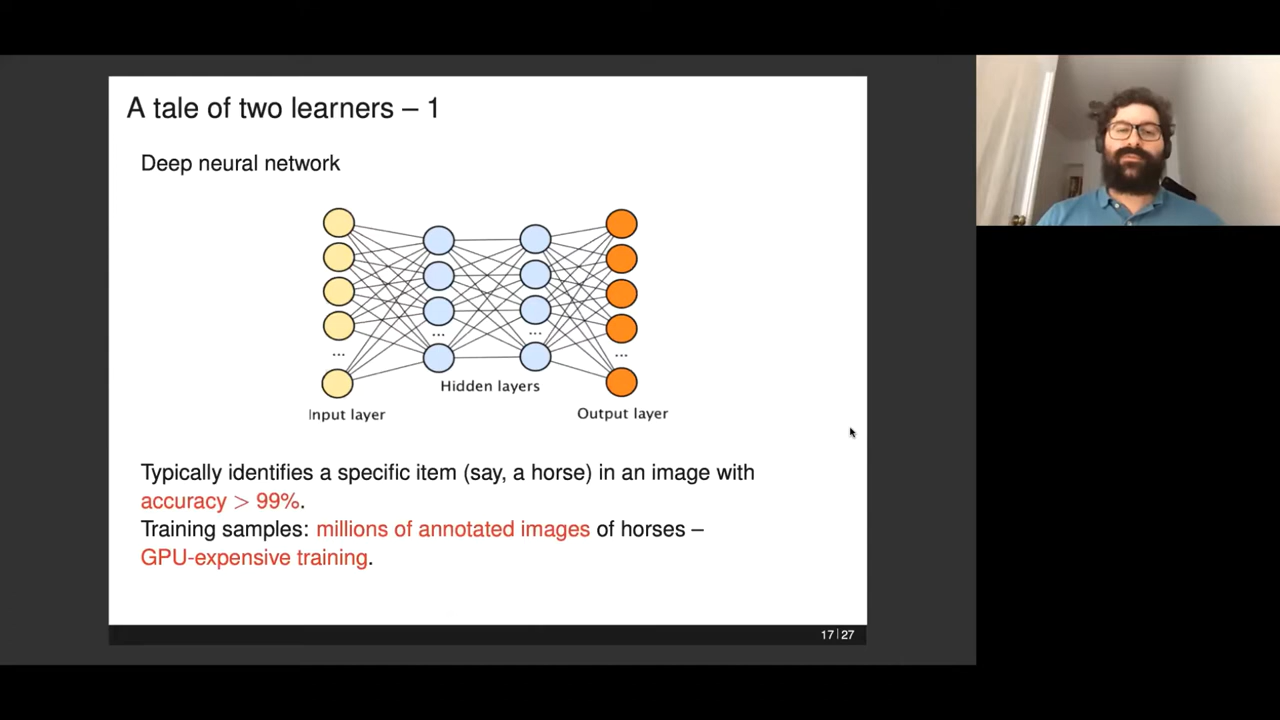 A tale of two learners – 1
Deep neural network
...
...
...
...
Hidden layers
Input layer
Output layer
Typically identifies a specific item (say, a horse) in an image with
accuracy > 99%.
Training samples: millions of annotated images of horses –
GPU-expensive training.
17 | 27